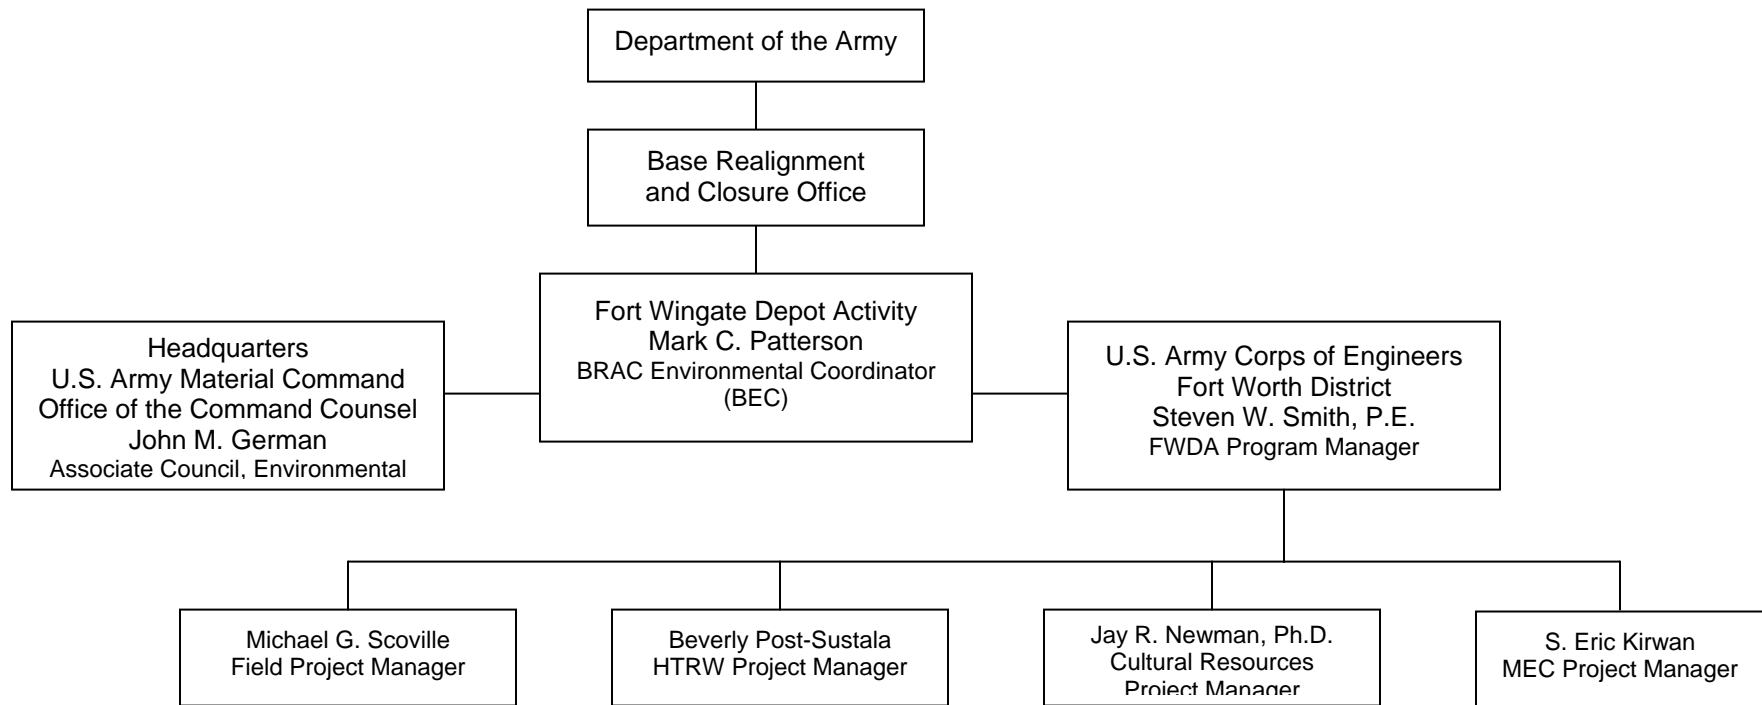 Department of the Army
Base Realignment
and Closure Office
Fort Wingate Depot Activity
Mark C. Patterson
BRAC Environmental Coordinator
(BEC)
Headquarters
U.S. Army Material Command
Office of the Command Counsel
John M. German
Associate Council, Environmental
U.S. Army Corps of Engineers
Fort Worth District
Steven W. Smith, P.E.
FWDA Program Manager
Michael G. Scoville
Field Project Manager
Beverly Post-Sustala
HTRW Project Manager
Jay R. Newman, Ph.D.
Cultural Resources
Project Manager
S. Eric Kirwan
MEC Project Manager